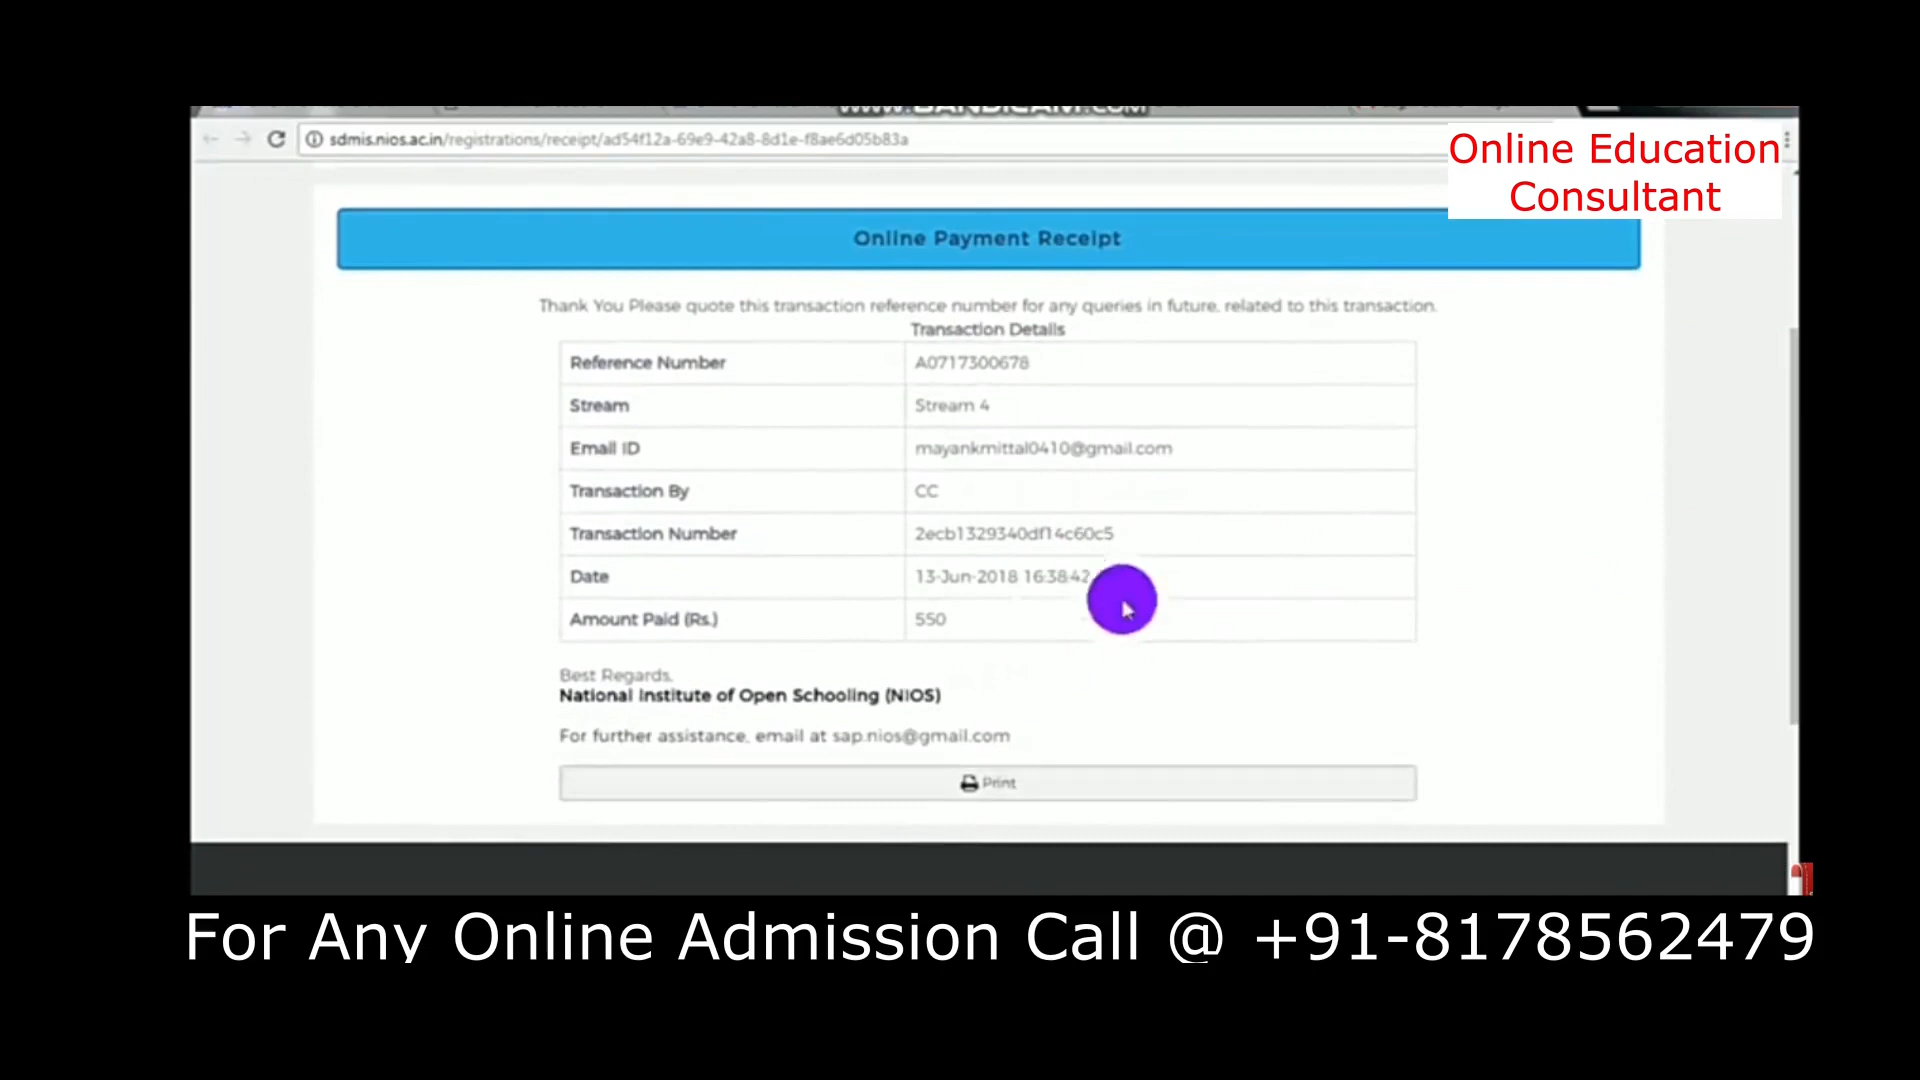 www.BANDICAM.com
sdmis.nios.ac.in/registrations/receipt/ad54f12a-69e9-42a8-8d1e-f8ae6d05b83a
Online Education
Consultant
Online Payment Receipt
Thank You Please quote this transaction reference number for any queries in future, related to this transaction.
Transaction Details
Reference Number A0717300678
Stream Stream 4
Email ID mayankmittal0410@gmail.com
Transaction By CC
Transaction Number 2ecb1329340df14c60c5
Date 13-Jun-2018 16:38:42
Amount Paid (Rs.) 550
Best Regards,
National Institute of Open Schooling (NIOS)
For further assistance, email at sap.nios@gmail.com
Print
For Any Online Admission Call @ +91-8178562479